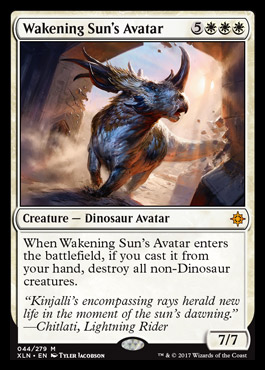 Wakening Sun's Avatar 5
Creature — Dinosaur Avatar
When Wakening Sun's Avatar enters
the battlefield, if you cast it from
your hand, destroy all non-Dinosaur
creatures.
“Kinjalli's encompassing rays herald new
life in the moment of the sun's dawning.”
—Chitlati, Lightning Rider
7/7
044/279 M
XLN • EN Tyler Jacobson ™ & © 2017 Wizards of the Coast